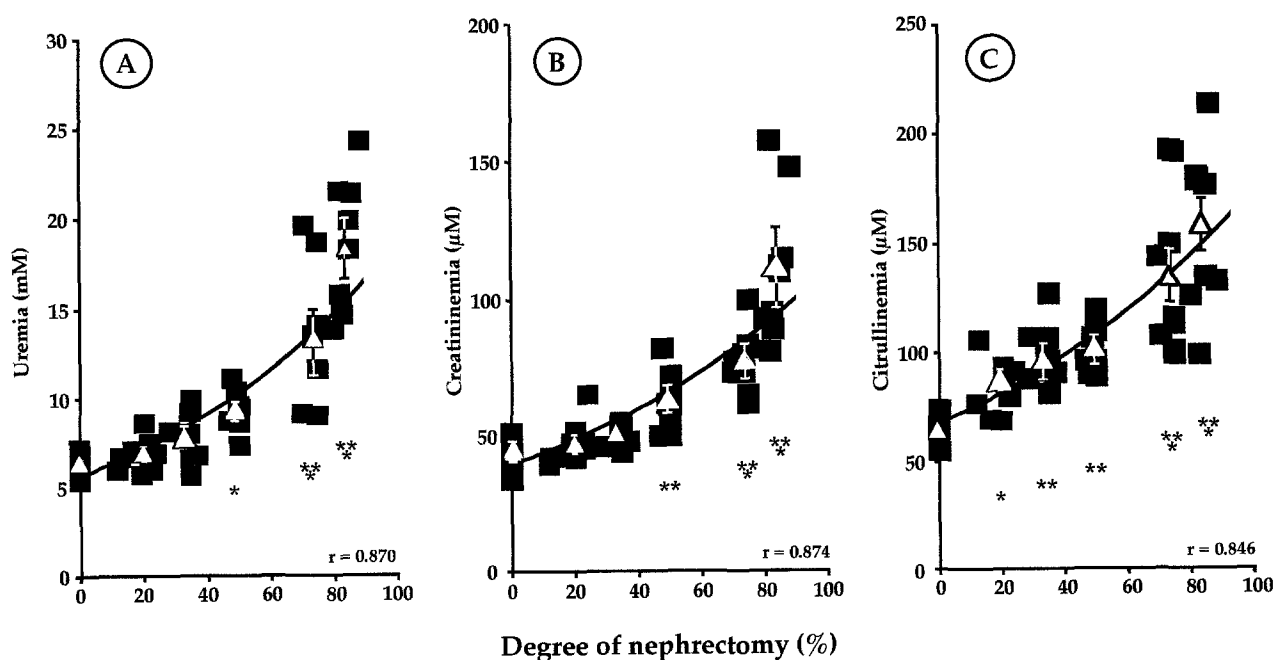 A
Uremia (mM)
30
25
20
15
10
5
0
*
**
*
**
*
r = 0.870
0 20 40 60 80 100
B
Creatininemia (µM)
200
150
100
50
0
**
**
*
**
*
r = 0.874
0 20 40 60 80 100
C
Citrullinemia (µM)
250
200
150
100
50
0
*
**
**
**
*
**
*
r = 0.846
0 20 40 60 80 100
Degree of nephrectomy (%)